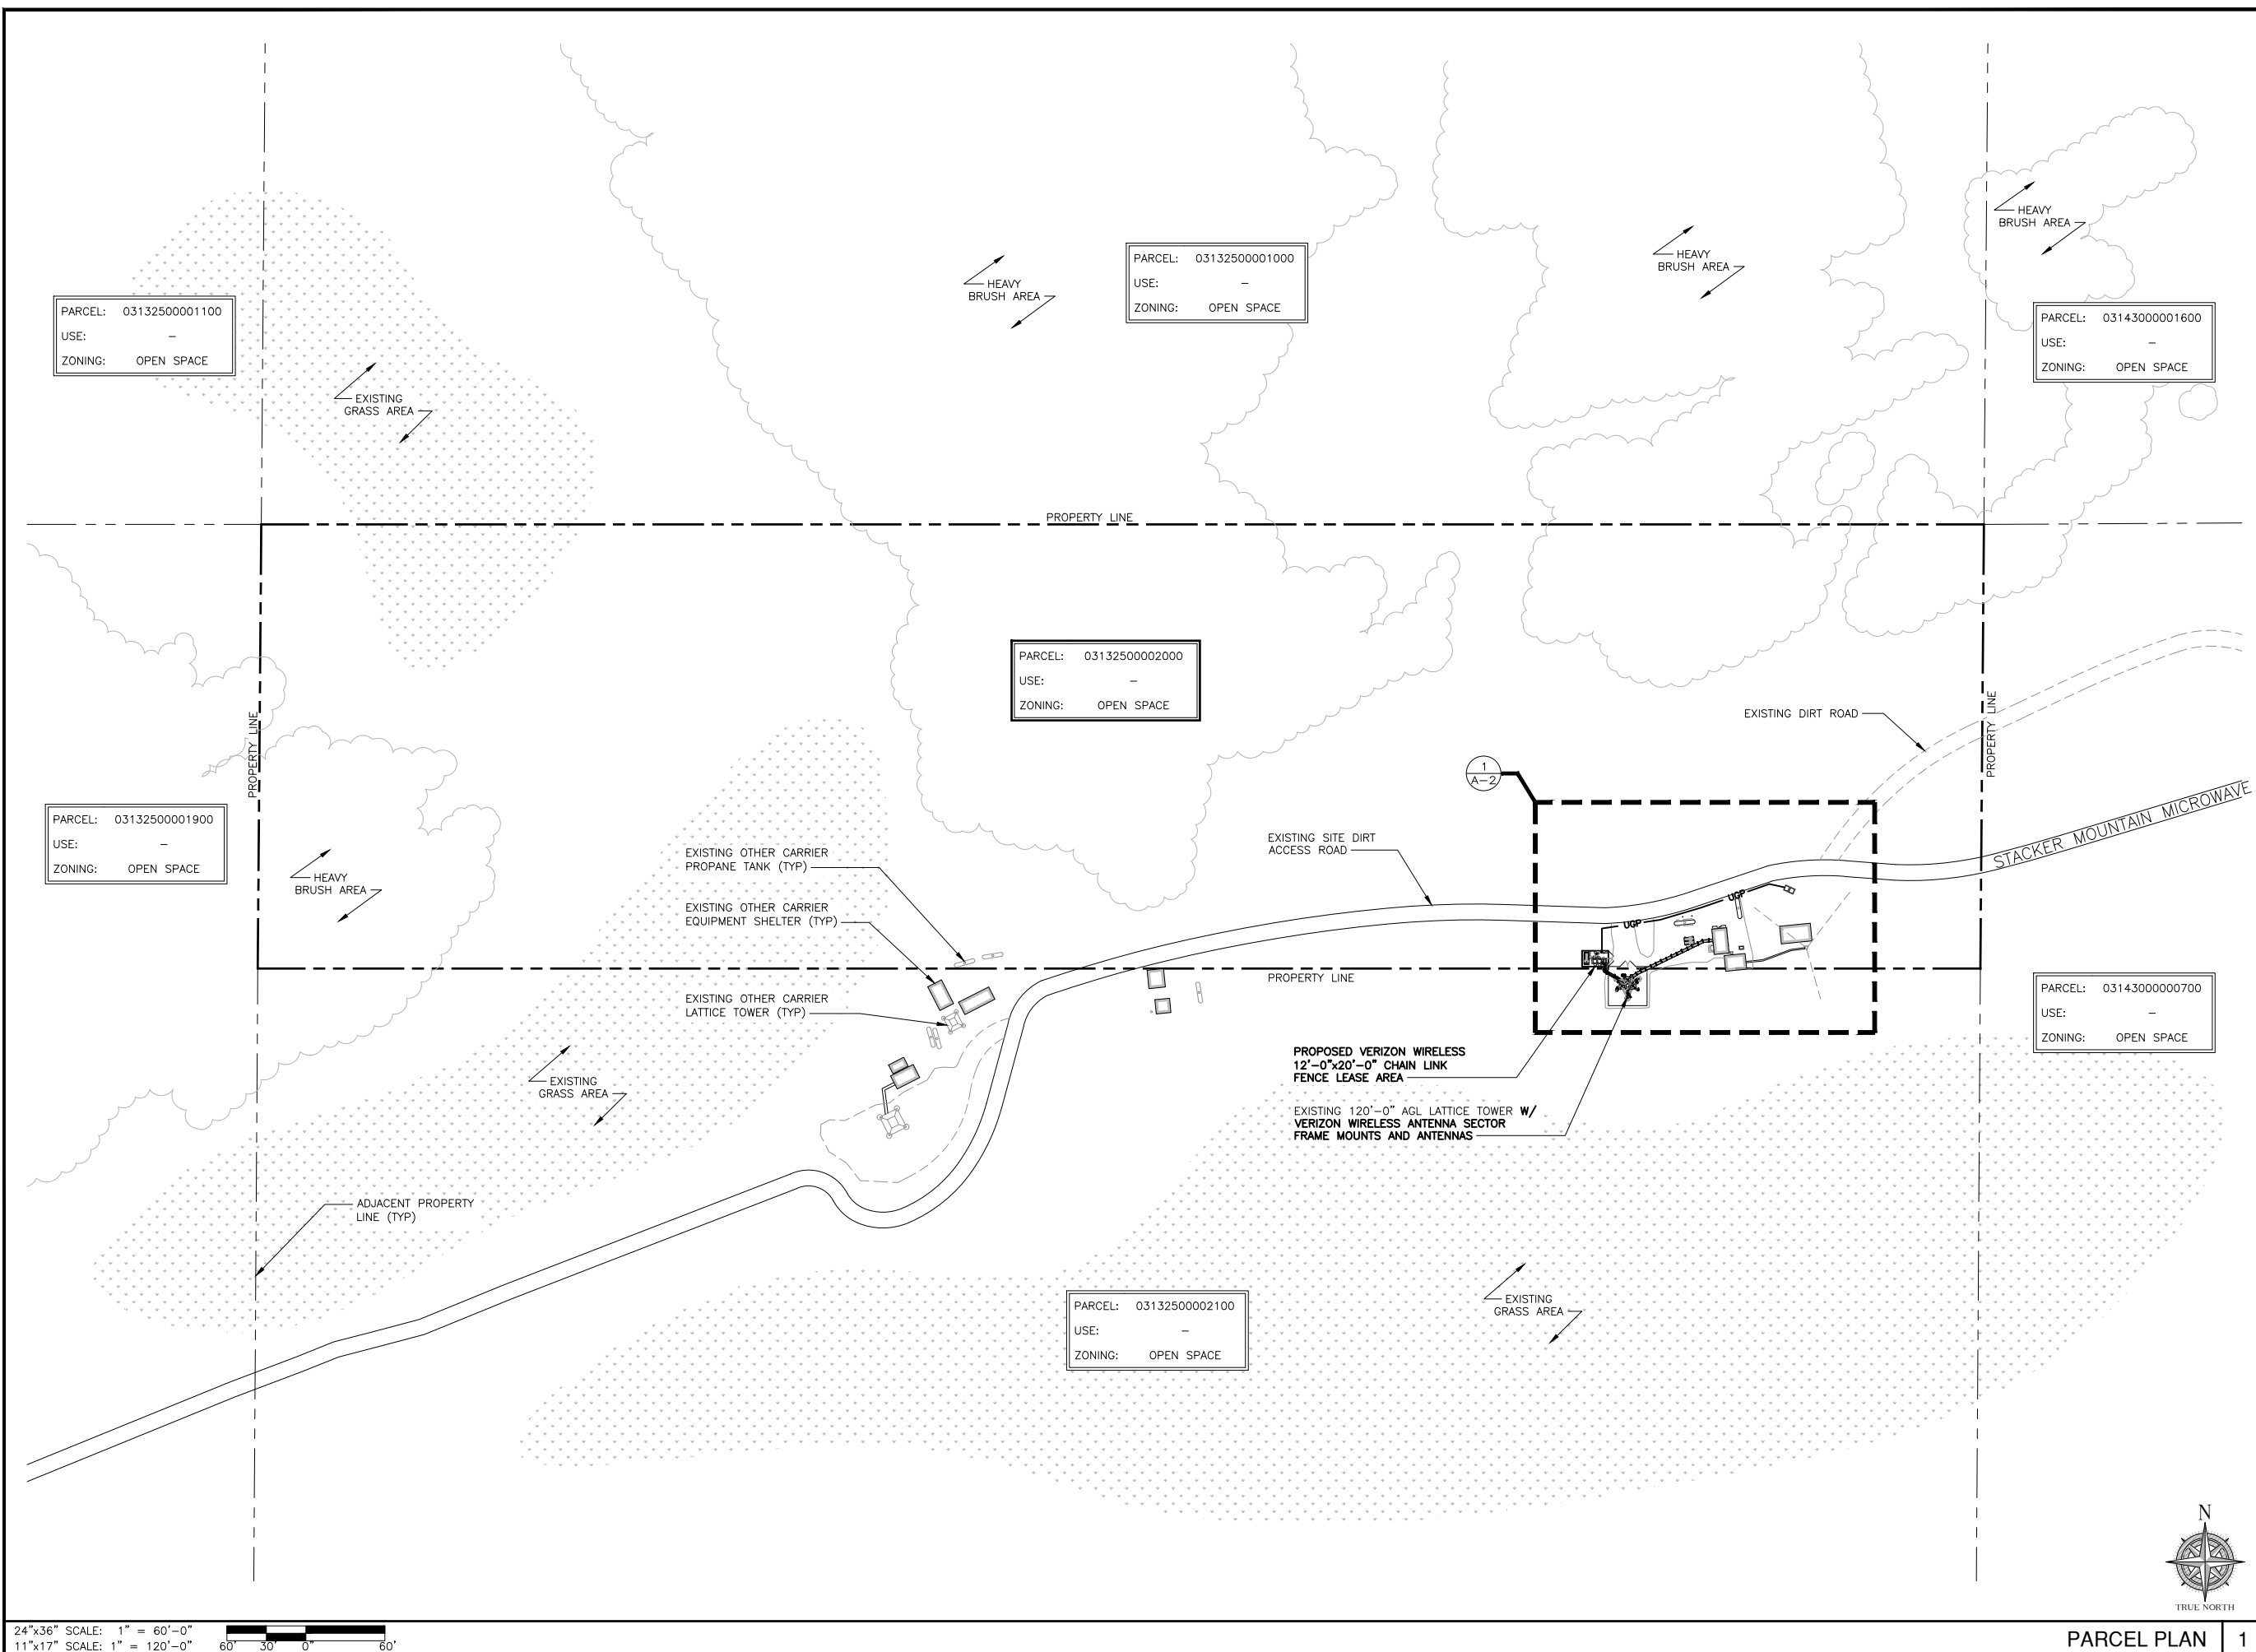 HEAVY
BRUSH AREA
HEAVY
BRUSH AREA
HEAVY
BRUSH AREA
PARCEL: 03132500001000
USE: –
ZONING: OPEN SPACE
PARCEL: 03132500001100
USE: –
ZONING: OPEN SPACE
PARCEL: 03143000001600
USE: –
ZONING: OPEN SPACE
EXISTING
GRASS AREA
PROPERTY LINE
PARCEL: 03132500002000
USE: –
ZONING: OPEN SPACE
PROPERTY LINE
PROPERTY LINE
EXISTING DIRT ROAD
1
A-2
STACKER MOUNTAIN MICROWAVE
PARCEL: 03132500001900
USE: –
ZONING: OPEN SPACE
HEAVY
BRUSH AREA
EXISTING OTHER CARRIER
PROPANE TANK (TYP)
EXISTING SITE DIRT
ACCESS ROAD
EXISTING OTHER CARRIER
EQUIPMENT SHELTER (TYP)
UGP
UGP
PROPERTY LINE
EXISTING OTHER CARRIER
LATTICE TOWER (TYP)
PARCEL: 03143000000700
USE: –
ZONING: OPEN SPACE
PROPOSED VERIZON WIRELESS
12'-0"x20'-0" CHAIN LINK
FENCE LEASE AREA
EXISTING
GRASS AREA
EXISTING 120'-0" AGL LATTICE TOWER W/
VERIZON WIRELESS ANTENNA SECTOR
FRAME MOUNTS AND ANTENNAS
ADJACENT PROPERTY
LINE (TYP)
EXISTING
GRASS AREA
PARCEL: 03132500002100
USE: –
ZONING: OPEN SPACE
N
TRUE NORTH
24"x36" SCALE: 1" = 60'-0"
11"x17" SCALE: 1" = 120'-0"
60' 30' 0" 60'
PARCEL PLAN 1